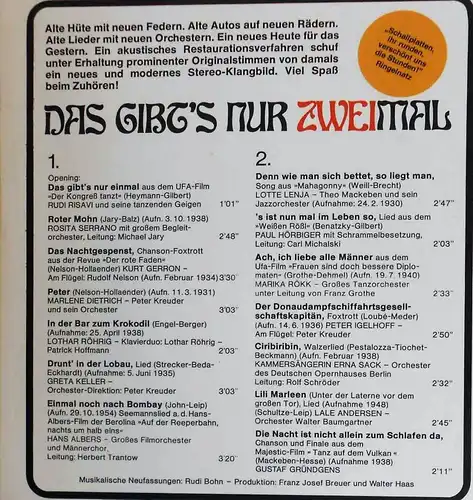 Alte Hüte mit neuen Federn. Alte Autos auf neuen Rädern.
Alte Lieder mit neuen Orchestern. Ein neues Heute für das
Gestern. Ein akustisches Restaurationsverfahren schuf
unter Erhaltung prominenter Originalstimmen von damals
ein neues und modernes Stereo-Klangbild. Viel Spaß
beim Zuhören!
„Schallplatten,
ihr runden,
verschönt uns
die Stunden!"
Ringelnatz
DAS GIBT'S NUR ZWEIMAL
1.
Opening:
Das gibt's nur einmal aus dem UFA-Film
»Der Kongreß tanzt« (Heymann-Gilbert)
RUDI RISAVI und seine tanzenden Geigen 1'01"
Roter Mohn (Jary-Balz) (Aufn. 3. 10. 1938)
ROSITA SERRANO mit großem Begleit-
orchester, Leitung: Michael Jary 2'48"
Das Nachtgespenst, Chanson-Foxtrott
aus der Revue »Der rote Faden«
(Nelson-Hollaender) KURT GERRON –
Am Flügel: Rudolf Nelson (Aufn. Februar 1934) 3'30"
Peter (Nelson-Hollaender) (Aufn. 11. 3. 1931)
MARLENE DIETRICH – Peter Kreuder
und sein Orchester 3'03"
In der Bar zum Krokodil (Engel-Berger)
(Aufnahme: 25. April 1938)
LOTHAR RÖHRIG – Klavierduo: Lothar Röhrig –
Patrick Hoffmann 2'03"
Drunt' in der Lobau, Lied (Strecker-Beda-
Eckhardt) (Aufnahme: 5. Juni 1935)
GRETA KELLER –
Orchester-Direktion: Peter Kreuder 3'03"
Einmal noch nach Bombay (John-Leip)
(Aufn. 29. 10. 1954) Seemannslied a. d. Hans-
Albers-Film der Berolina »Auf der Reeperbahn,
nachts um halb eins«
HANS ALBERS – Großes Filmorchester
und Männerchor,
Leitung: Herbert Trantow 3'20"
2.
Denn wie man sich bettet, so liegt man,
Song aus »Mahagonny« (Weill-Brecht)
LOTTE LENJA – Theo Mackeben und sein
Jazzorchester (Aufnahme: 24. 2. 1930) 2'47"
's ist nun mal im Leben so, Lied aus dem
»Weißen Rößl« (Benatzky-Gilbert)
PAUL HÖRBIGER mit Schrammelbesetzung,
Leitung: Carl Michalski 2'03"
Ach, ich liebe alle Männer aus dem
Ufa-Film »Frauen sind doch bessere Diplo-
maten« (Grothe-Dehmel) (Aufn. 19. 7. 1940)
MARIKA RÖKK – Großes Tanzorchester
unter Leitung von Franz Grothe 2'33"
Der Donaudampfschiffahrtsgesell-
schaftskapitän, Foxtrott (Loubé-Meder)
(Aufn. 14. 6. 1936) PETER IGELHOFF –
Am Flügel: Peter Kreuder 2'50"
Ciribiribin, Walzerlied (Pestalozza-Tiochet-
Beckmann) (Aufn. Februar 1938)
KAMMERSÄNGERIN ERNA SACK – Orchester
des Deutschen Opernhauses Berlin
Leitung: Rolf Schröder 2'32"
Lili Marleen (Unter der Laterne vor dem
großen Tor), Lied (Aufnahme 1948)
(Schultze-Leip) LALE ANDERSEN –
Orchester Walter Baumgartner 2'45"
Die Nacht ist nicht allein zum Schlafen da,
Chanson und Finale aus dem
Majestic-Film » Tanz auf dem Vulkan «
(Mackeben-Hesse) (Aufnahme 1938)
GUSTAF GRÜNDGENS 2'11"
Musikalische Neufassungen: Rudi Bohn – Produktion: Franz Josef Breuer und Walter Haas